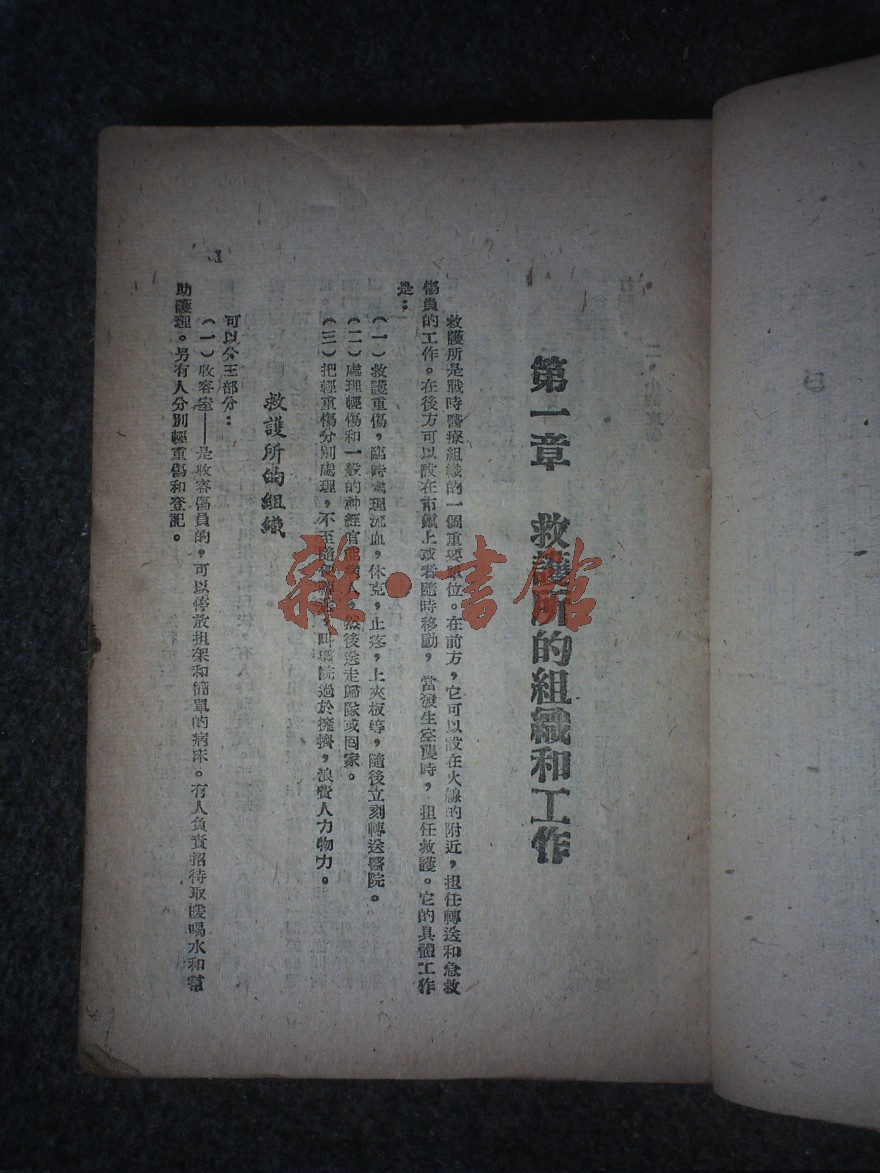 第一章　救護所的組織和工作
救護所是戰時醫療組織的一個重要單位。在前方，它可以設在火線的附近，担任轉送和急救
傷員的工作。在後方可以設在市鎮上或者隨時移動，當發生空襲時，担任救護。它的具體工作
是：
（一）救護重傷，臨時處理流血，休克，止疼，上夾板等，隨後立刻轉送醫院。
（二）處理輕傷和一般的神經官能病人，然後送走歸隊或回家。
（三）把輕重傷分別處理，不至隨便　　叫醫院過於擁擠，浪費人力物力。
救護所的組織
可以分三部分：
（一）收容室——是收容傷員的，可以停放担架和簡單的病床。有人負責招待取暖喝水和幫
助護理。另有人分別輕重傷和登記。
1
雜·書館